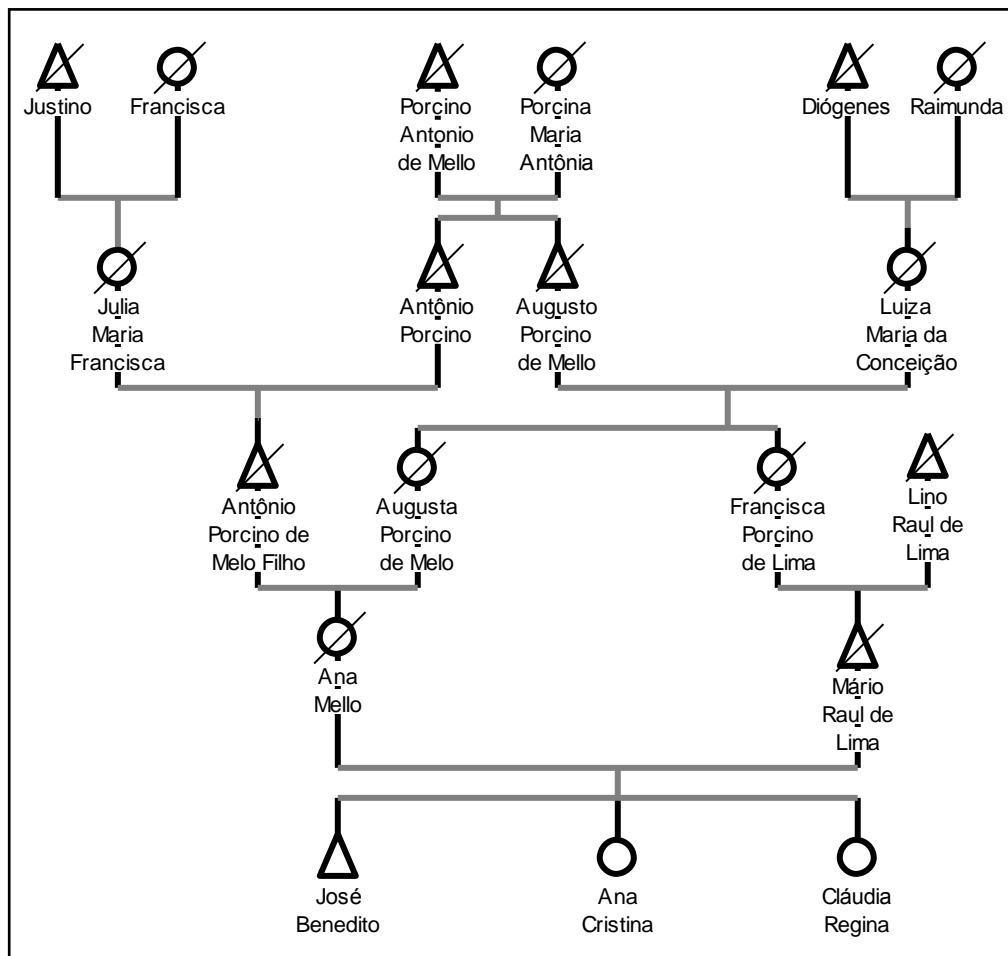 Justino
Francisca
Porcino
Antonio
de Mello
Porcina
Maria
Antônia
Diógenes
Raimunda
Julia
Maria
Francisca
Antônio
Porcino
Augusto
Porcino
de Mello
Luiza
Maria da
Conceição
Antônio
Porcino de
Melo Filho
Augusta
Porcino
de Melo
Francisca
Porcino
de Lima
Lino
Raul de
Lima
Ana
Mello
Mário
Raul de
Lima
José
Benedito
Ana
Cristina
Cláudia
Regina